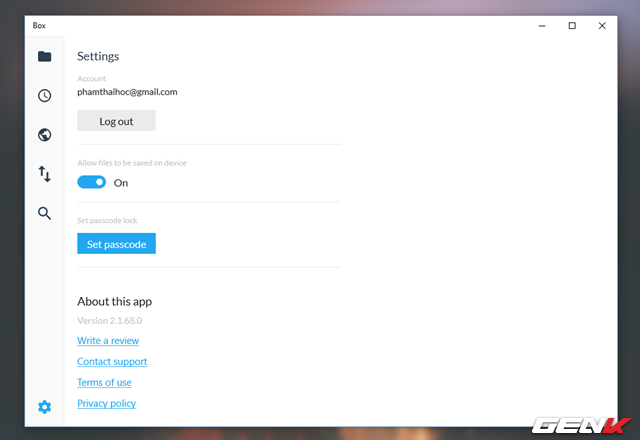 Box
Settings
Account
phamthaihoc@gmail.com
Log out
Allow files to be saved on device
On
Set passcode lock
Set passcode
About this app
Version 2.1.68.0
Write a review
Contact support
Terms of use
Privacy policy
GENK